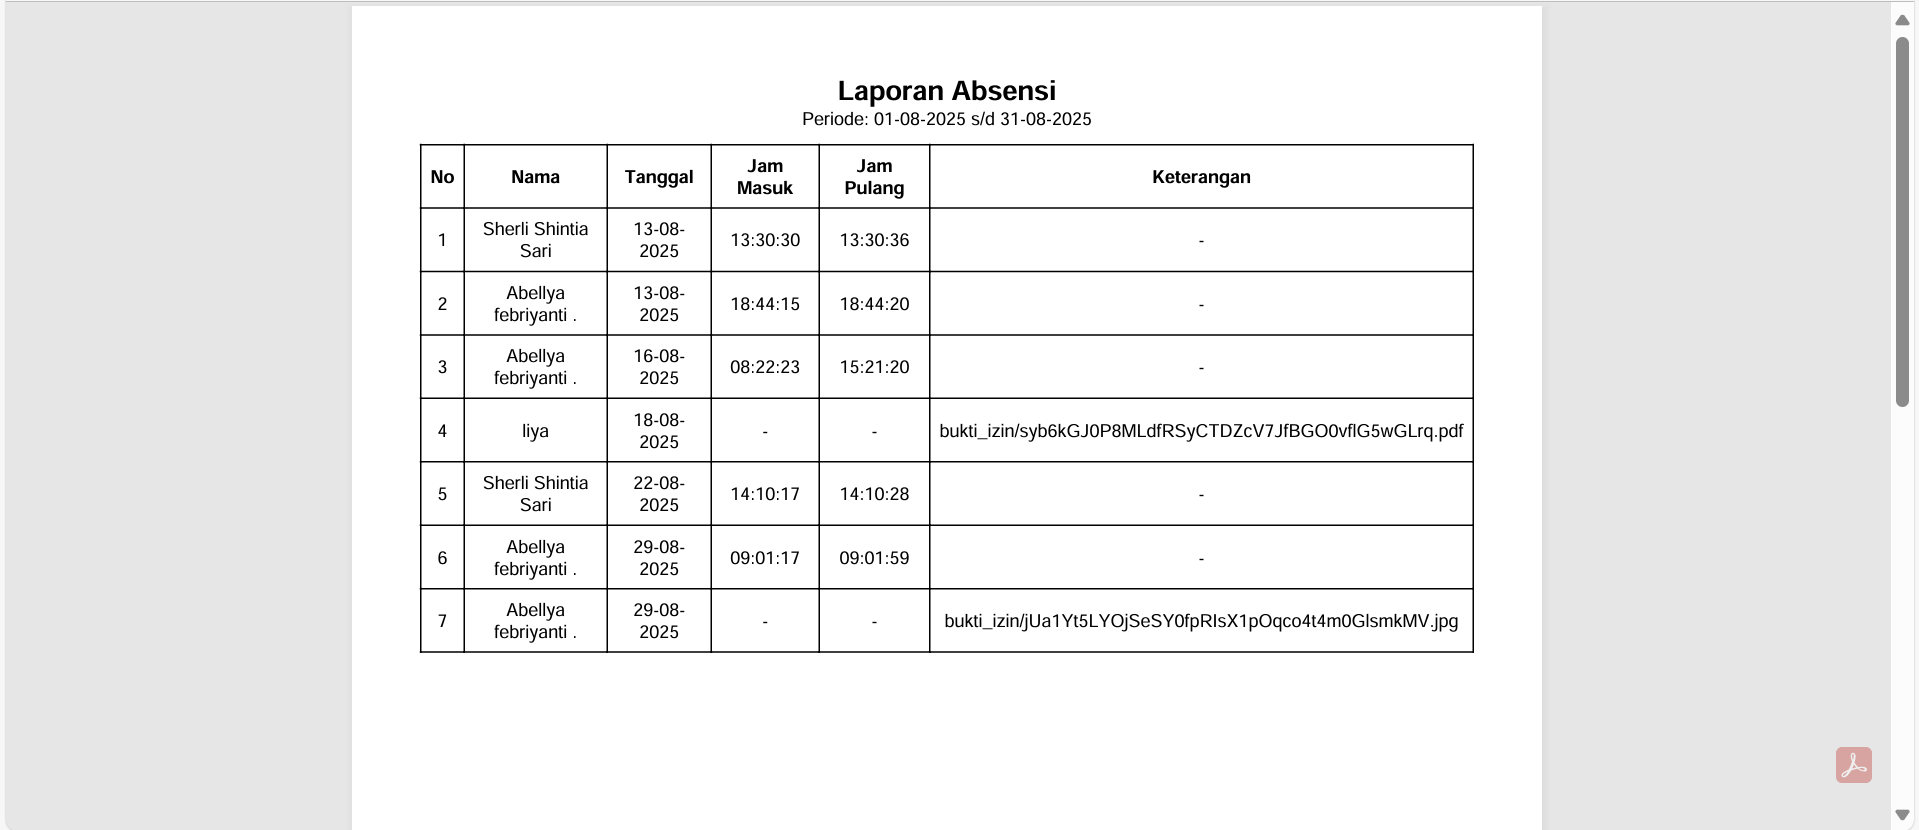 Laporan Absensi
Periode: 01-08-2025 s/d 31-08-2025
No Nama Tanggal Jam Masuk Jam Pulang Keterangan
1 Sherli Shintia Sari 13-08-2025 13:30:30 13:30:36 -
2 Abellya febriyanti . 13-08-2025 18:44:15 18:44:20 -
3 Abellya febriyanti . 16-08-2025 08:22:23 15:21:20 -
4 liya 18-08-2025 - - bukti_izin/syb6kGJ0P8MLdfRSyCTDZcV7JfBGO0vflG5wGLrq.pdf
5 Sherli Shintia Sari 22-08-2025 14:10:17 14:10:28 -
6 Abellya febriyanti . 29-08-2025 09:01:17 09:01:59 -
7 Abellya febriyanti . 29-08-2025 - - bukti_izin/jUa1Yt5LYOjSeSY0fpRIsX1pOqco4t4m0GlsmkMV.jpg